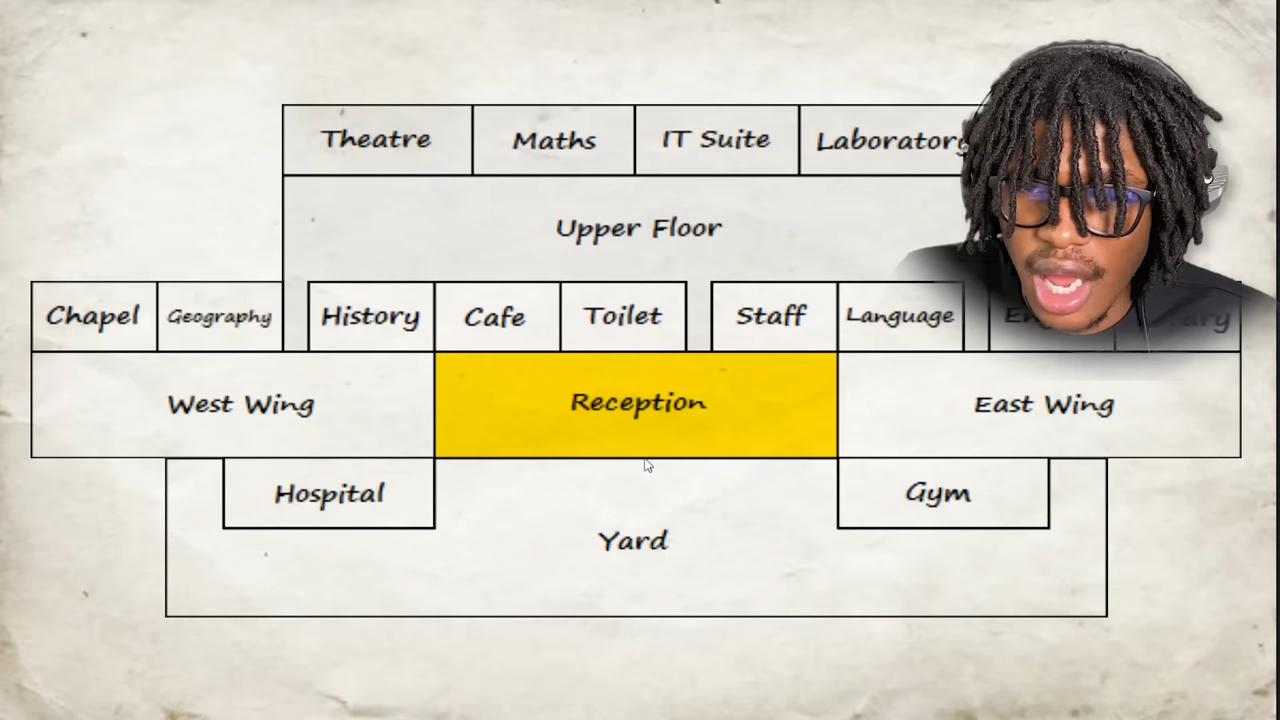 Theatre
Maths
IT Suite
Laboratory
Upper Floor
Chapel
Geography
History
Cafe
Toilet
Staff
Language
West Wing
Reception
East Wing
Hospital
Gym
Yard